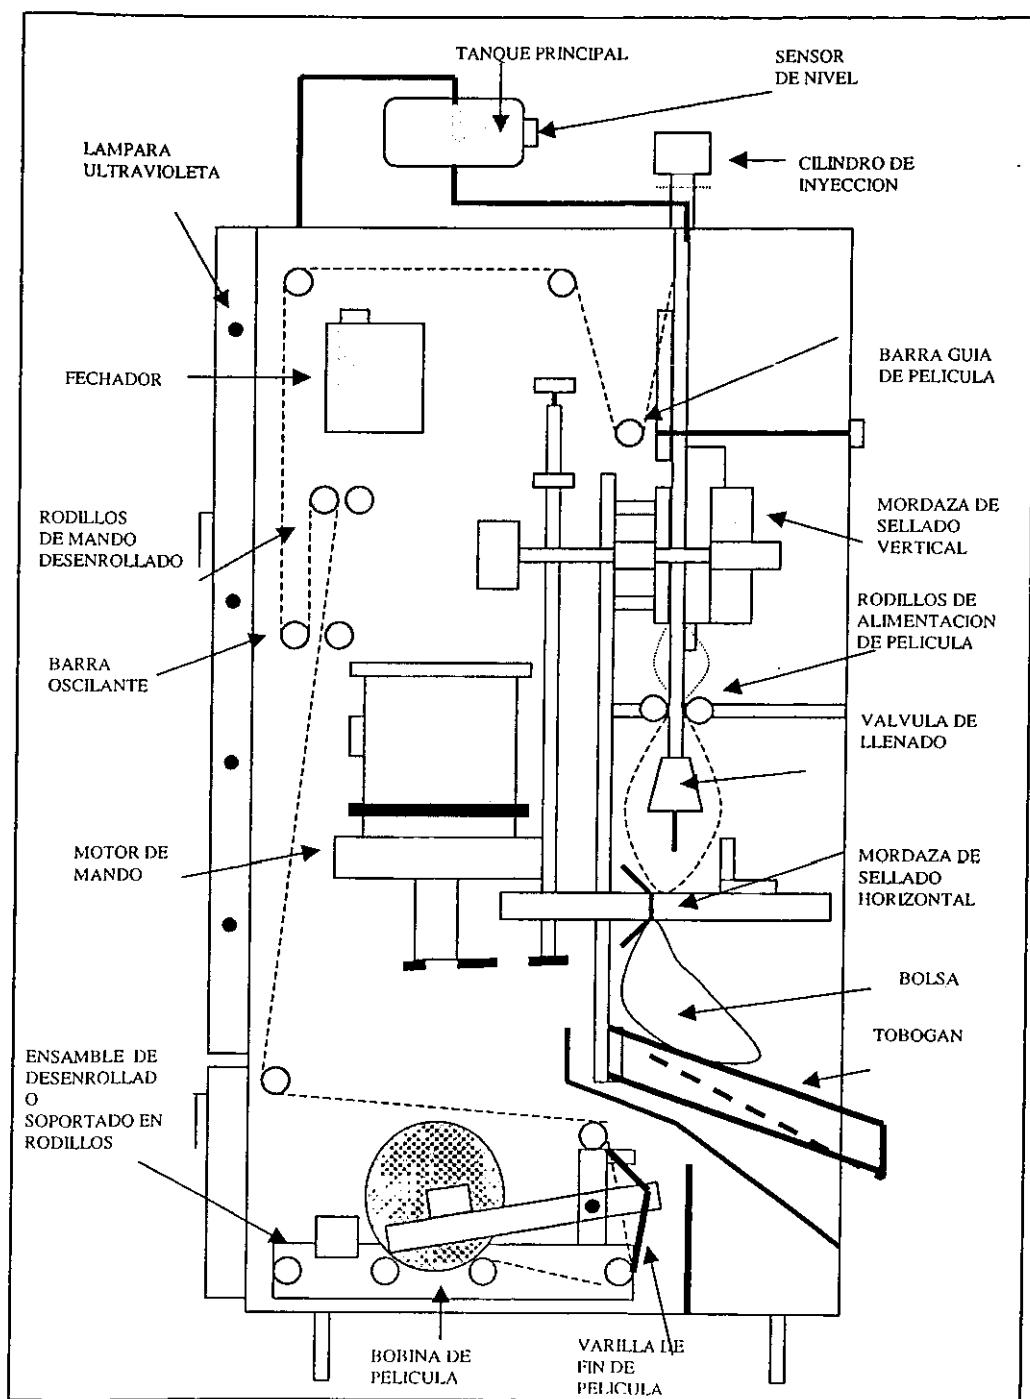 TANQUE PRINCIPAL
SENSOR
DE NIVEL
LAMPARA
ULTRAVIOLETA
CILINDRO DE
INYECCION
FECHADOR
BARRA GUIA
DE PELICULA
RODILLOS
DE MANDO
DESENROLLADO
MORDAZA DE
SELLADO
VERTICAL
BARRA
OSCILANTE
RODILLOS DE
ALIMENTACION
DE PELICULA
VALVULA DE
LLENADO
MOTOR DE
MANDO
MORDAZA DE
SELLADO
HORIZONTAL
BOLSA
TOBOGAN
ENSAMBLE DE
DESENROLLAD
O
SOPORTADO EN
RODILLOS
BOBINA DE
PELICULA
VARILLA DE
FIN DE
PELICULA